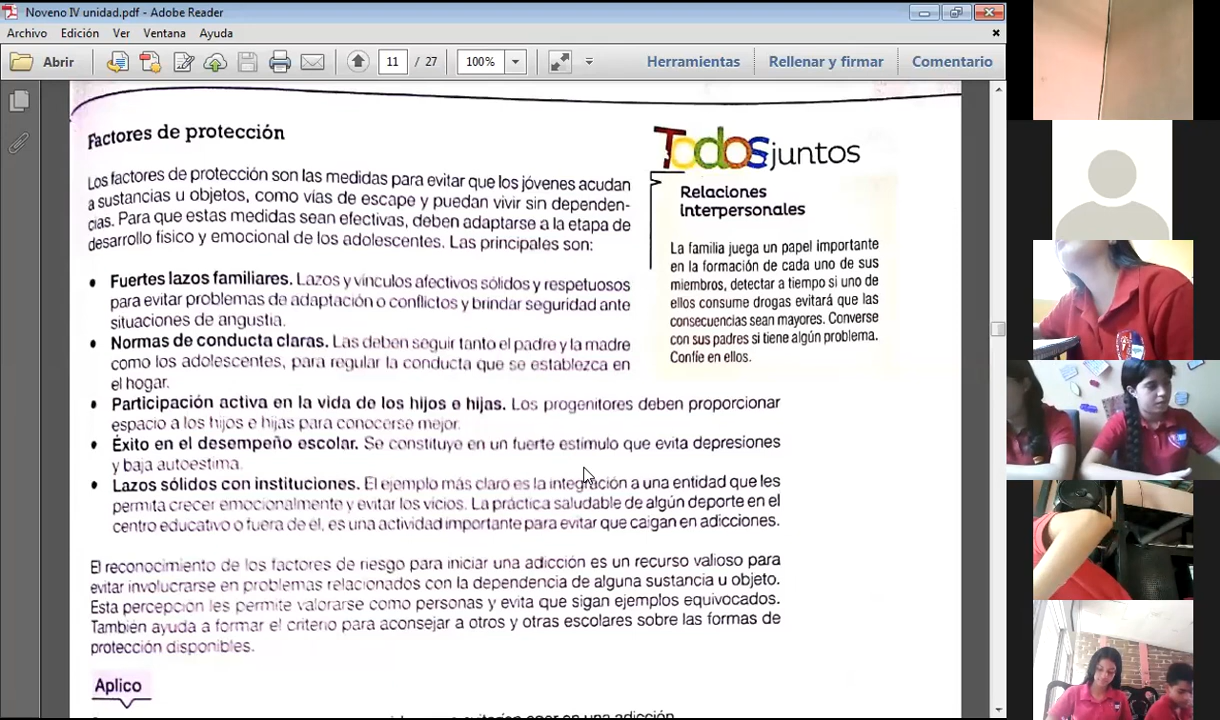 Noveno IV unidad.pdf - Adobe Reader
Archivo Edición Ver Ventana Ayuda
Abrir 11 / 27 100% Herramientas Rellenar y firmar Comentario
Factores de protección
Los factores de protección son las medidas para evitar que los jóvenes acudan
a sustancias u objetos, como vías de escape y puedan vivir sin dependen-
cias. Para que estas medidas sean efectivas, deben adaptarse a la etapa de
desarrollo físico y emocional de los adolescentes. Las principales son:
• Fuertes lazos familiares. Lazos y vínculos afectivos sólidos y respetuosos
para evitar problemas de adaptación o conflictos y brindar seguridad ante
situaciones de angustia.
• Normas de conducta claras. Las deben seguir tanto el padre y la madre
como los adolescentes, para regular la conducta que se establezca en
el hogar.
• Participación activa en la vida de los hijos e hijas. Los progenitores deben proporcionar
espacio a los hijos e hijas para conocerse mejor.
• Éxito en el desempeño escolar. Se constituye en un fuerte estímulo que evita depresiones
y baja autoestima.
• Lazos sólidos con instituciones. El ejemplo más claro es la integración a una entidad que les
permita crecer emocionalmente y evitar los vicios. La práctica saludable de algún deporte en el
centro educativo o fuera de él, es una actividad importante para evitar que caigan en adicciones.
El reconocimiento de los factores de riesgo para iniciar una adicción es un recurso valioso para
evitar involucrarse en problemas relacionados con la dependencia de alguna sustancia u objeto.
Esta percepción les permite valorarse como personas y evita que sigan ejemplos equivocados.
También ayuda a formar el criterio para aconsejar a otros y otras escolares sobre las formas de
protección disponibles.
Aplico
Todos juntos
Relaciones
interpersonales
La familia juega un papel importante
en la formación de cada uno de sus
miembros, detectar a tiempo si uno de
ellos consume drogas evitará que las
consecuencias sean mayores. Converse
con sus padres si tiene algún problema.
Confíe en ellos.